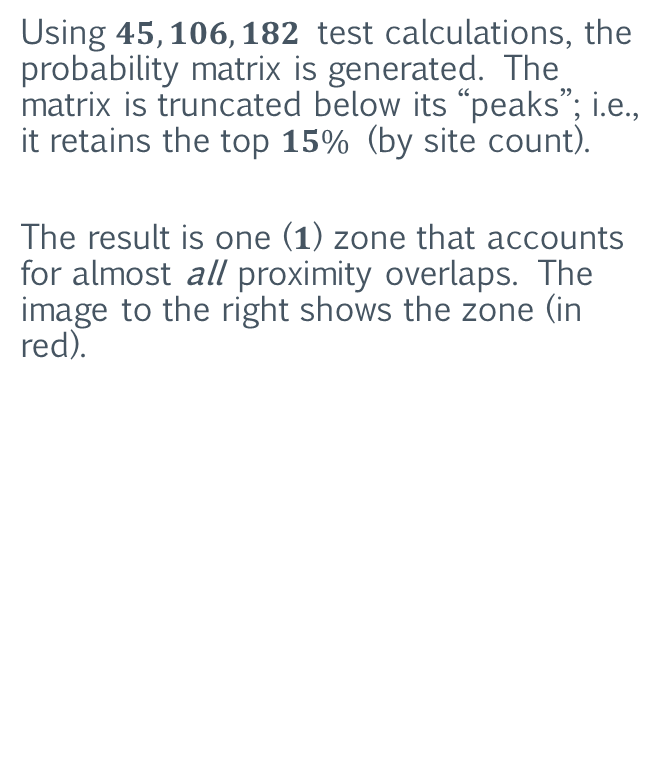 Using 45,106,182 test calculations, the
probability matrix is generated. The
matrix is truncated below its “peaks”; i.e.,
it retains the top 15% (by site count).
The result is one (1) zone that accounts
for almost all proximity overlaps. The
image to the right shows the zone (in
red).